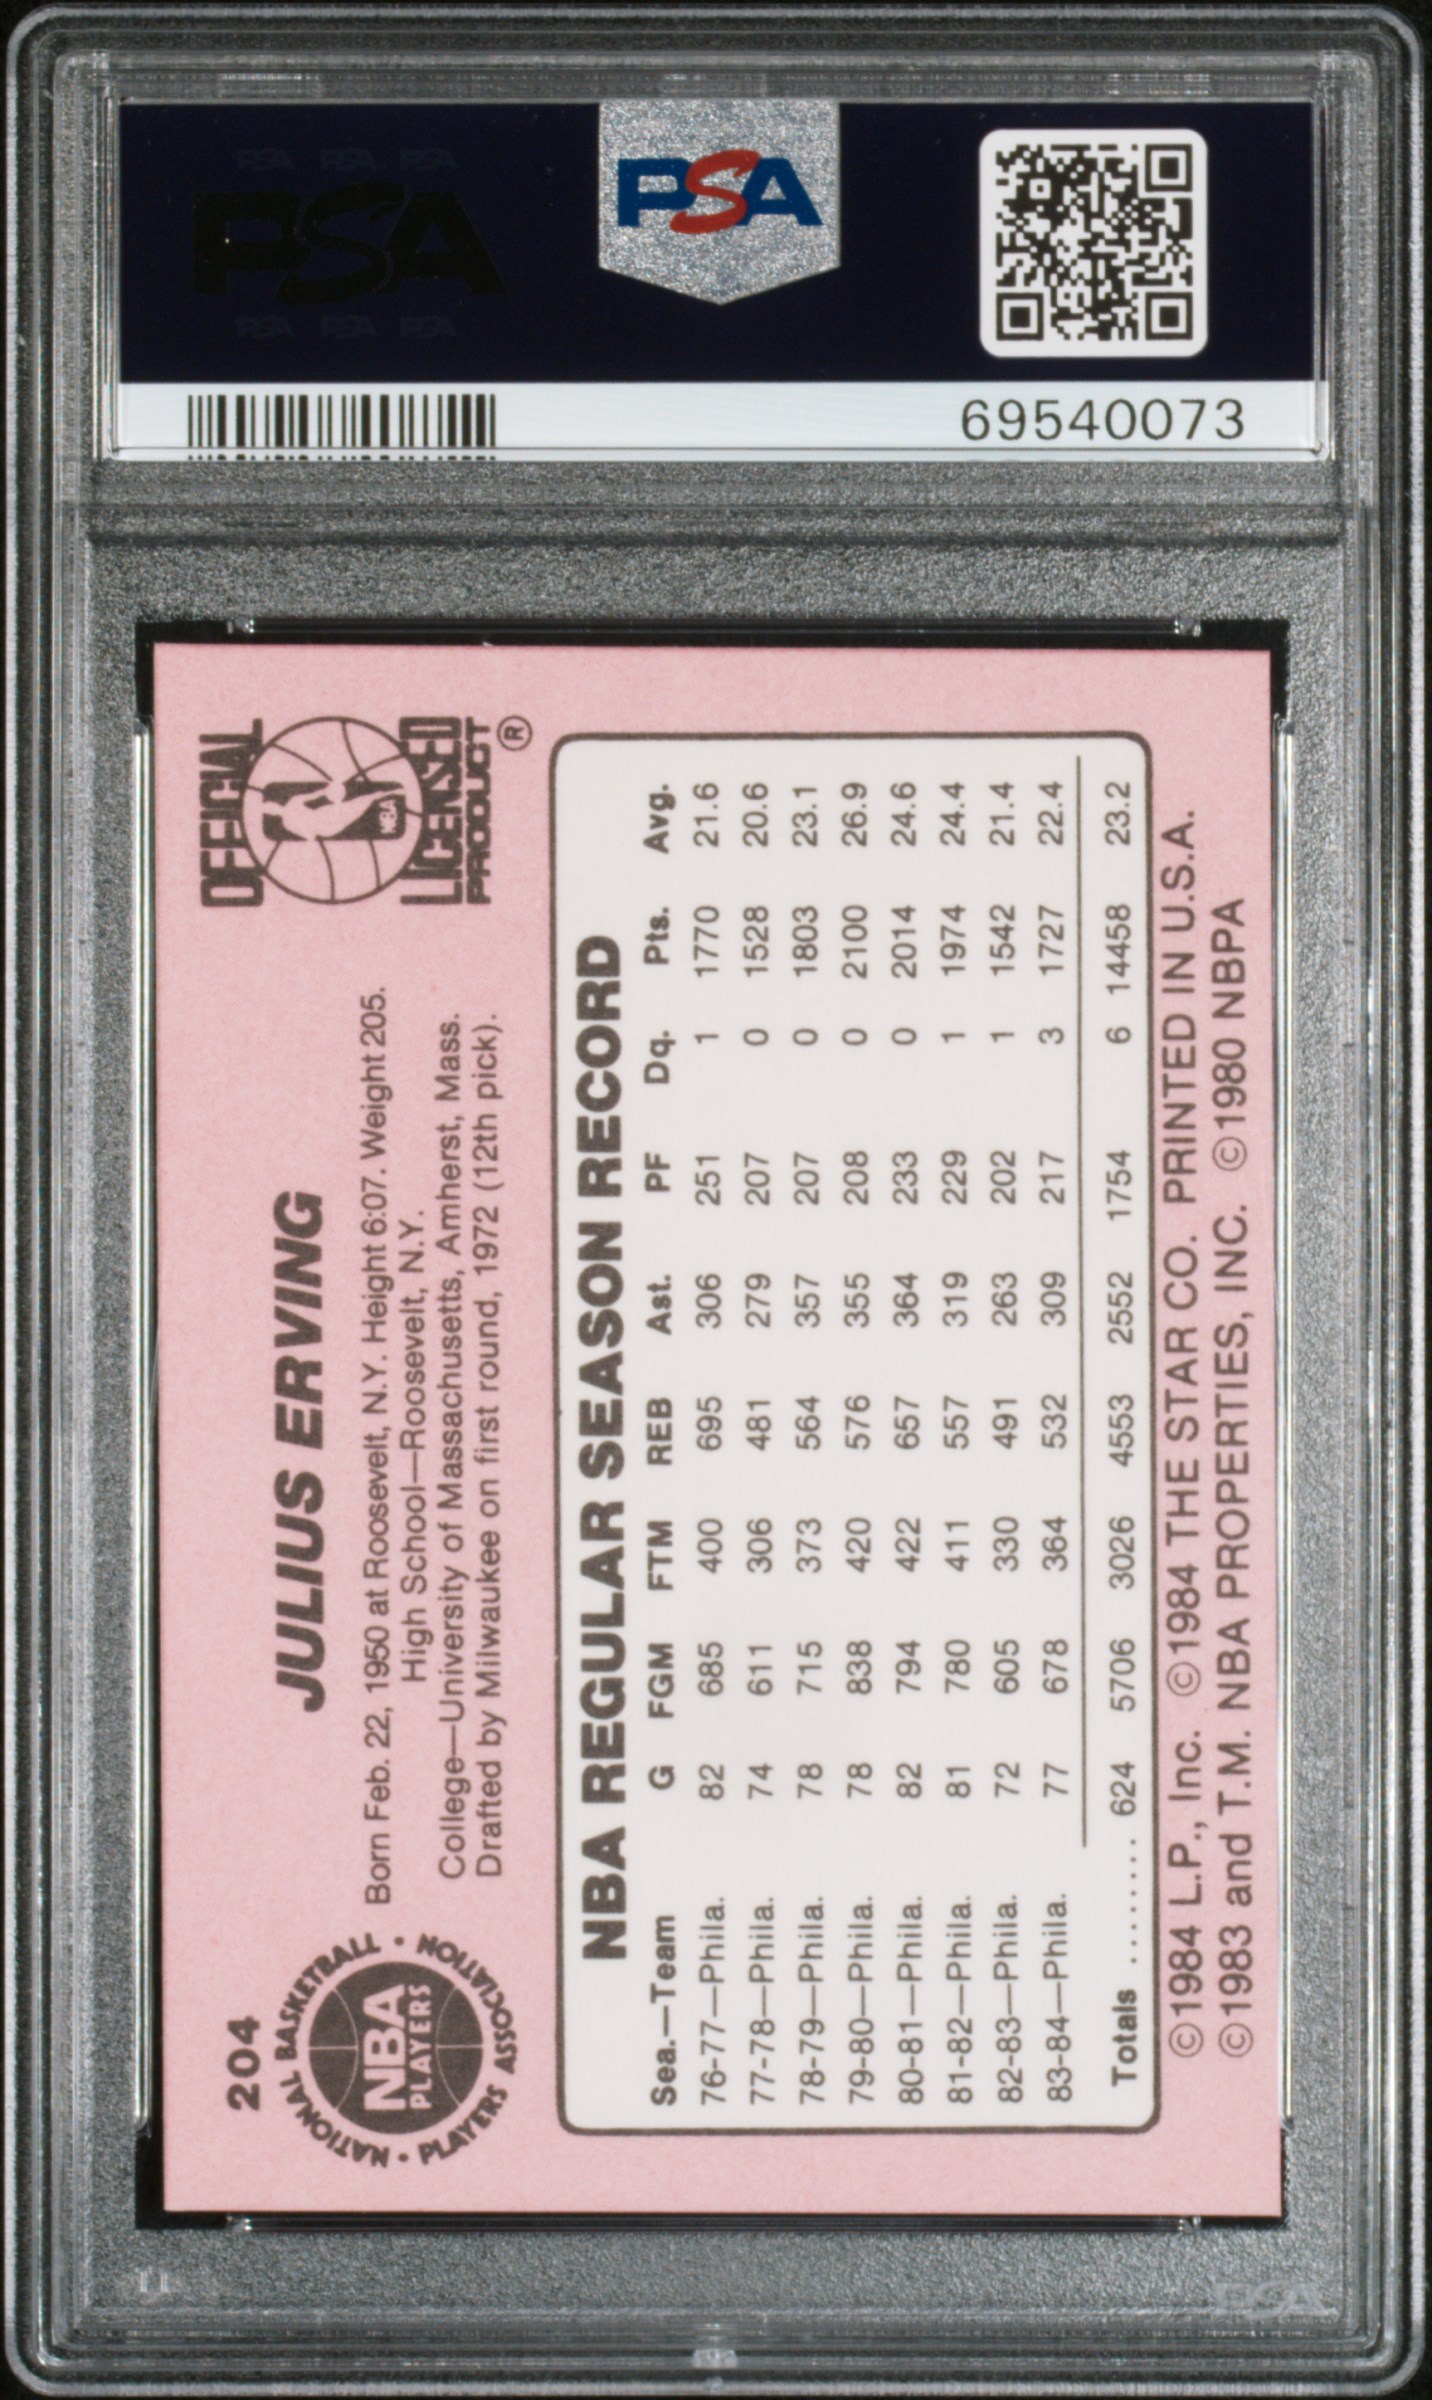 PSA PSA PSA
PSA
PSA PSA PSA
PSA
69540073
204
NATIONAL BASKETBALL • PLAYERS ASSOCIATION •
NBA
PLAYERS
JULIUS ERVING
Born Feb. 22, 1950 at Roosevelt, N.Y. Height 6:07. Weight 205.
High School—Roosevelt, N.Y.
College—University of Massachusetts, Amherst, Mass.
Drafted by Milwaukee on first round, 1972 (12th pick).
OFFICIAL
NBA
LICENSED
PRODUCT
®
NBA REGULAR SEASON RECORD
Sea.—Team G FGM FTM REB Ast. PF Dq. Pts. Avg.
76-77—Phila. 82 685 400 695 306 251 1 1770 21.6
77-78—Phila. 74 611 306 481 279 207 0 1528 20.6
78-79—Phila. 78 715 373 564 357 207 0 1803 23.1
79-80—Phila. 78 838 420 576 355 208 0 2100 26.9
80-81—Phila. 82 794 422 657 364 233 0 2014 24.6
81-82—Phila. 81 780 411 557 319 229 1 1974 24.4
82-83—Phila. 72 605 330 491 263 202 1 1542 21.4
83-84—Phila. 77 678 364 532 309 217 3 1727 22.4
Totals ........ 624 5706 3026 4553 2552 1754 6 14458 23.2
©1984 L.P., Inc. ©1984 THE STAR CO. PRINTED IN U.S.A.
©1983 and T.M. NBA PROPERTIES, INC. ©1980 NBPA
PSA